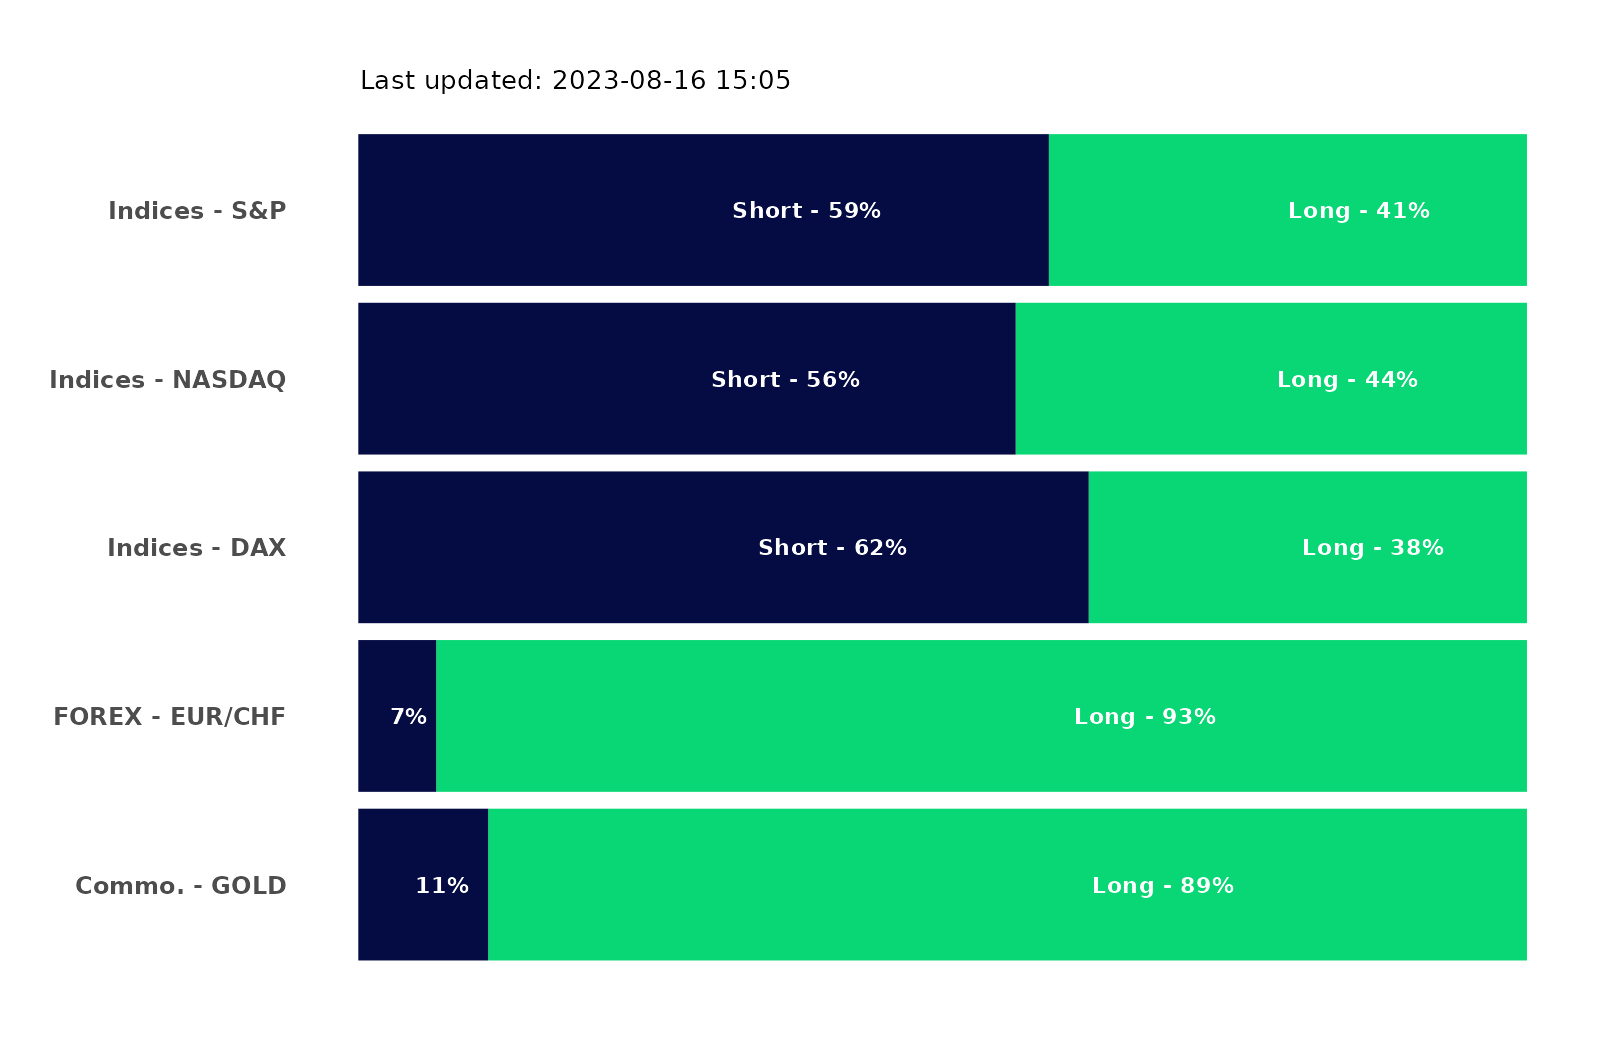 Last updated: 2023-08-16 15:05
Indices - S&P
Short - 59%
Long - 41%
Indices - NASDAQ
Short - 56%
Long - 44%
Indices - DAX
Short - 62%
Long - 38%
FOREX - EUR/CHF
7%
Long - 93%
Commo. - GOLD
11%
Long - 89%